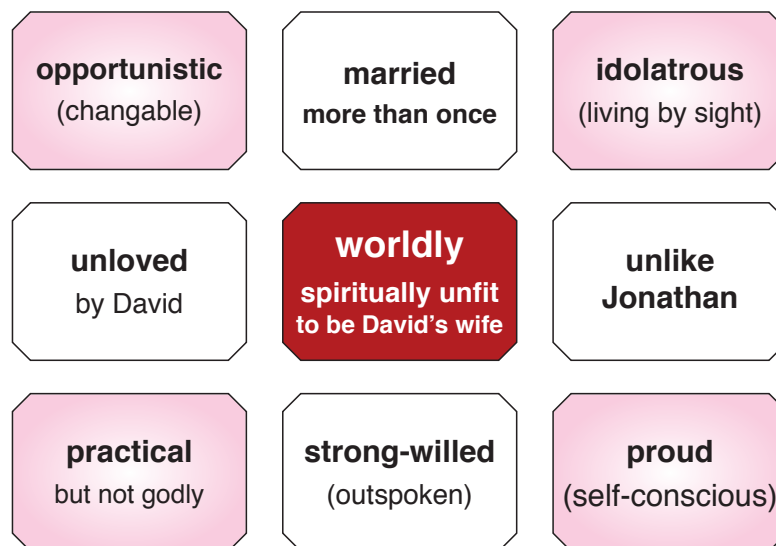 opportunistic
(changable)
married
more than once
idolatrous
(living by sight)
unloved
by David
worldly
spiritually unfit
to be David's wife
unlike
Jonathan
practical
but not godly
strong-willed
(outspoken)
proud
(self-conscious)